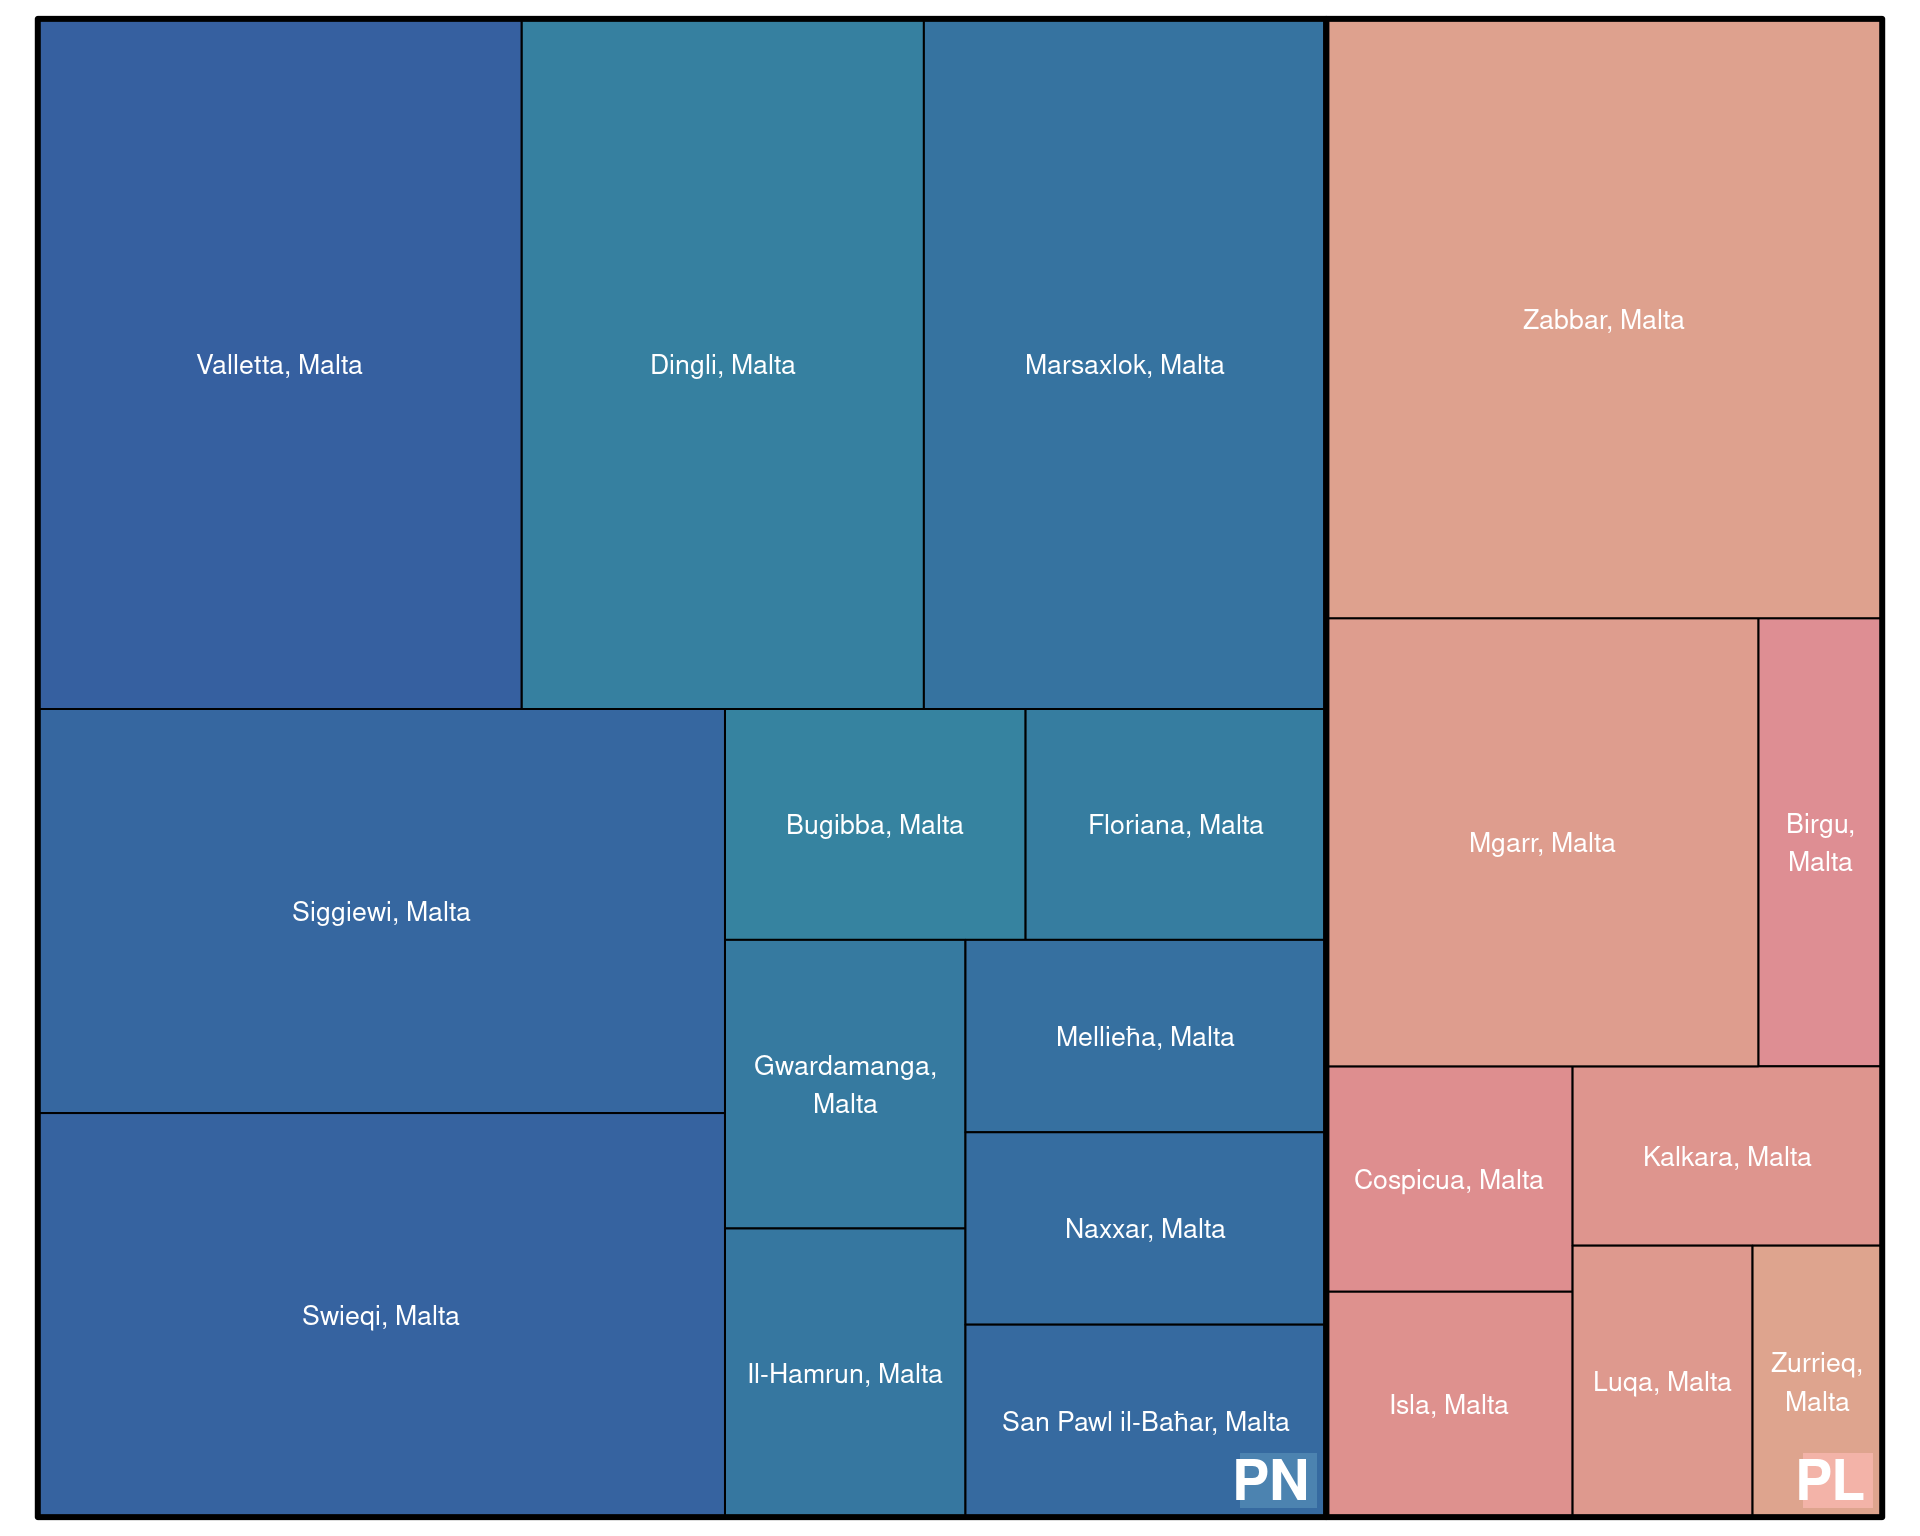 Valletta, Malta
Dingli, Malta
Marsaxlok, Malta
Zabbar, Malta
Siggiewi, Malta
Bugibba, Malta
Floriana, Malta
Mgarr, Malta
Birgu,
Malta
Gwardamanga,
Malta
Mellieħa, Malta
Swieqi, Malta
Naxxar, Malta
Il-Hamrun, Malta
San Pawl il-Baħar, Malta
PN
Cospicua, Malta
Kalkara, Malta
Isla, Malta
Luqa, Malta
Zurrieq,
Malta
PL